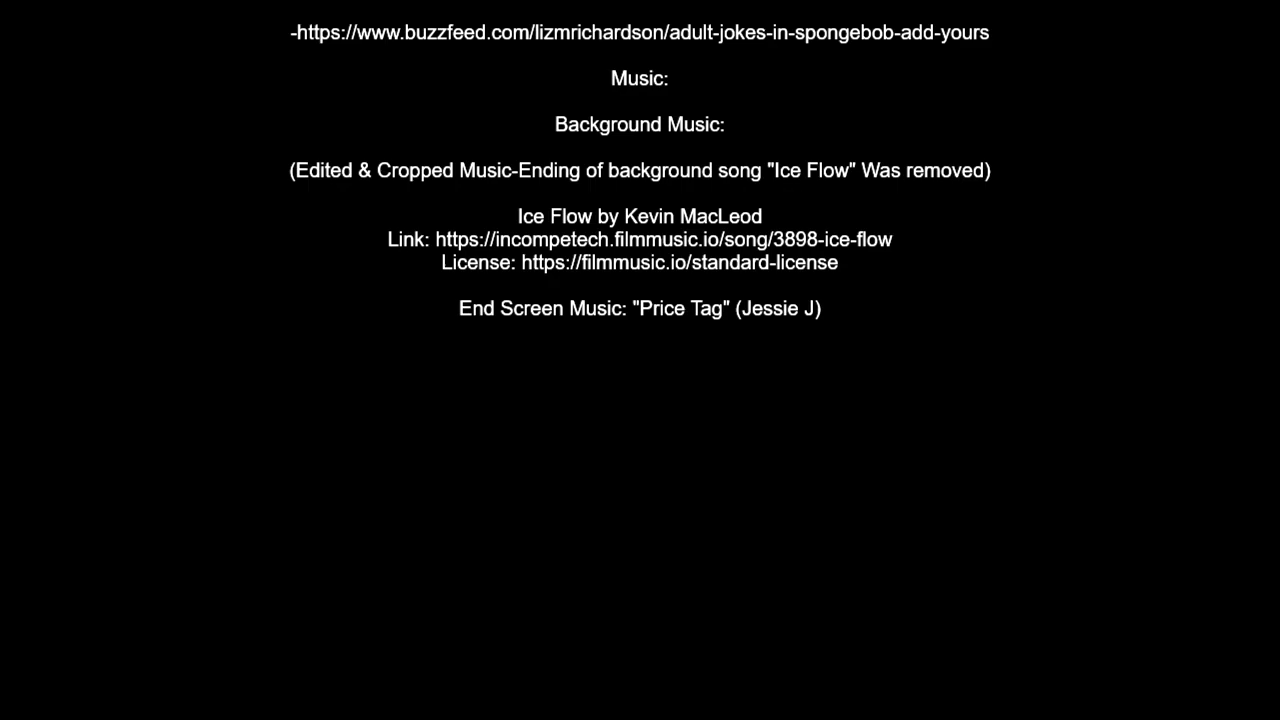 -https://www.buzzfeed.com/lizmrichardson/adult-jokes-in-spongebob-add-yours
Music:
Background Music:
(Edited & Cropped Music-Ending of background song "Ice Flow" Was removed)
Ice Flow by Kevin MacLeod
Link: https://incompetech.filmmusic.io/song/3898-ice-flow
License: https://filmmusic.io/standard-license
End Screen Music: "Price Tag" (Jessie J)